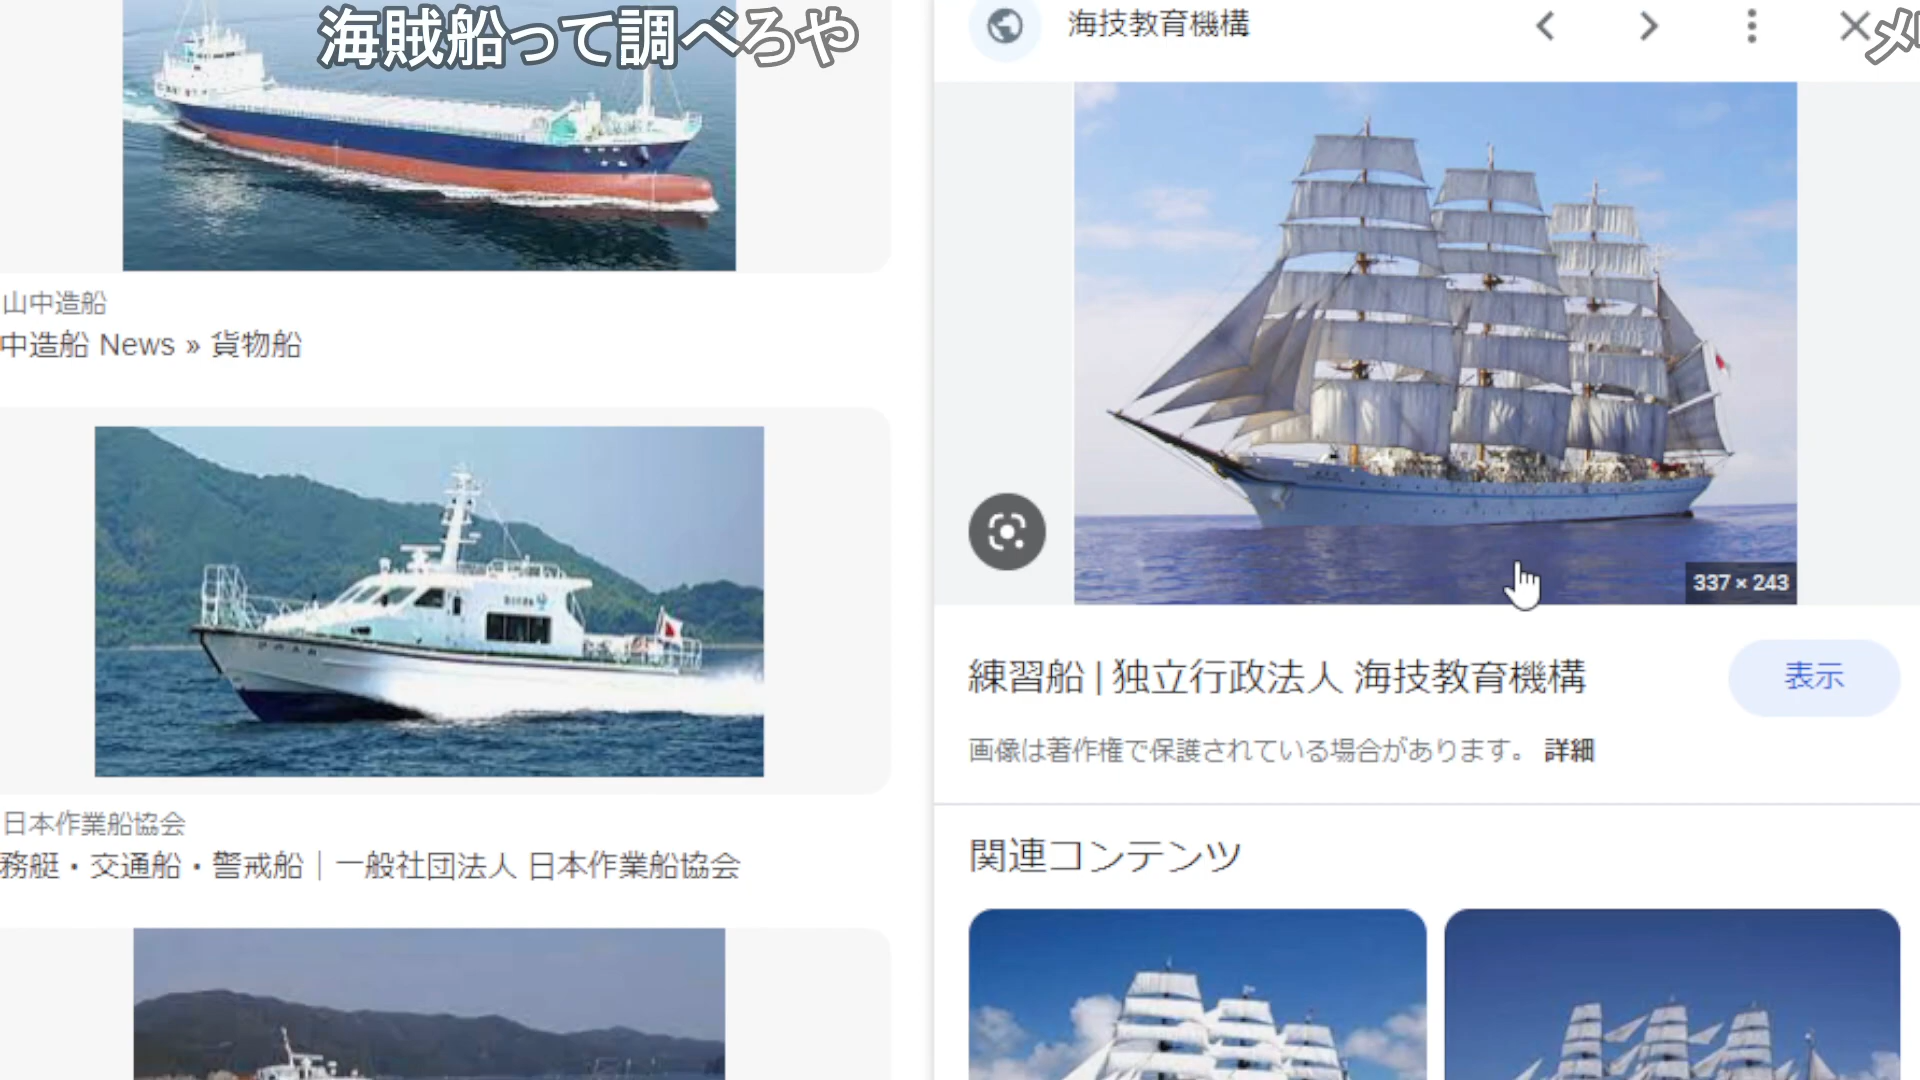 海賊船って調べろや
海技教育機構
山中造船
中造船 News » 貨物船
日本作業船協会
務艇・交通船・警戒船｜一般社団法人 日本作業船協会
337 × 243
練習船 | 独立行政法人 海技教育機構
表示
画像は著作権で保護されている場合があります。 詳細
関連コンテンツ